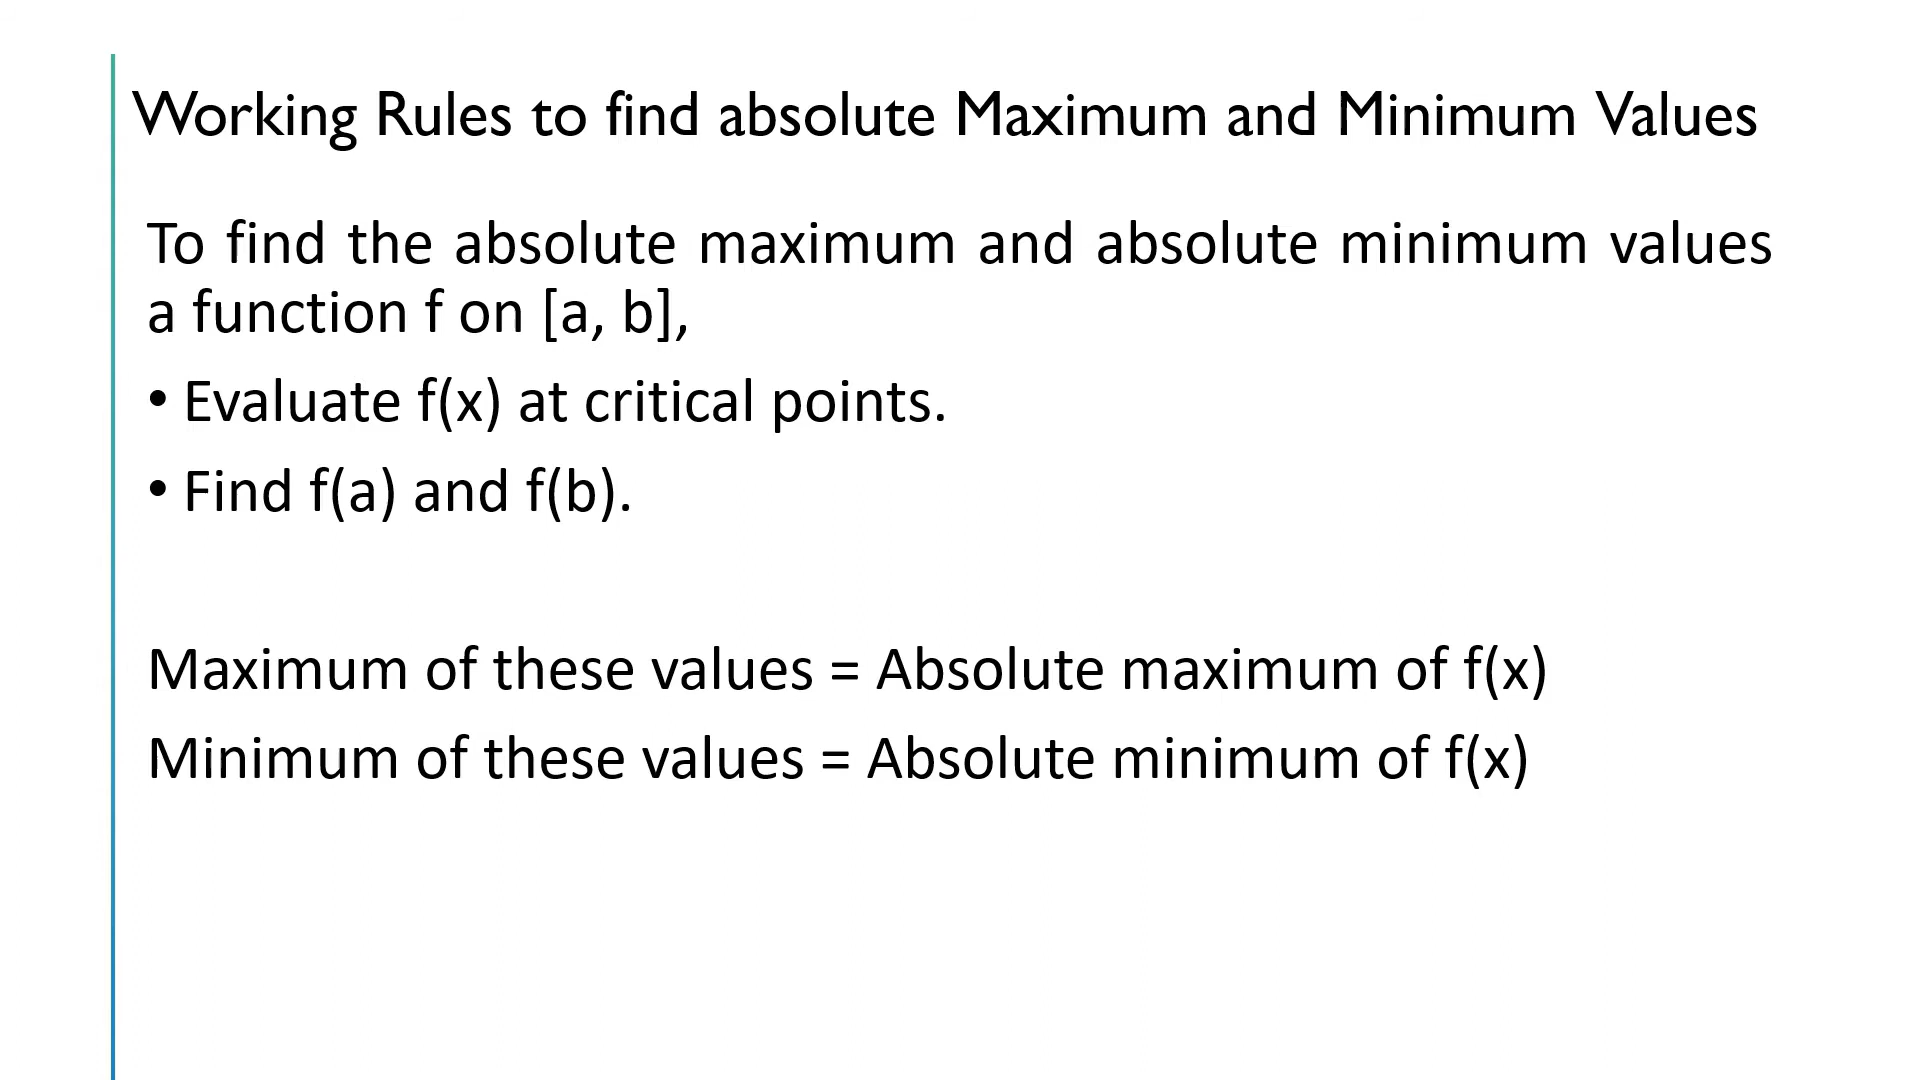 Working Rules to find absolute Maximum and Minimum Values
To find the absolute maximum and absolute minimum values
a function f on [a, b],
• Evaluate f(x) at critical points.
• Find f(a) and f(b).
Maximum of these values = Absolute maximum of f(x)
Minimum of these values = Absolute minimum of f(x)